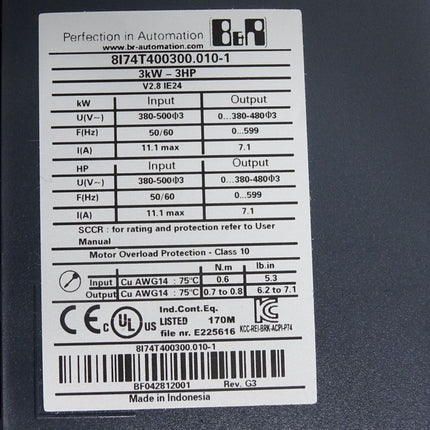 Perfection in Automation
www.br-automation.com
B&R
8I74T400300.010-1
3kW – 3HP
V2.8 IE24
kW Input Output
U(V~) 380-500Φ3 0...380-480Φ3
F(Hz) 50/60 0...599
I(A) 11.1 max 7.1
HP Input Output
U(V~) 380-500Φ3 0...380-480Φ3
F(Hz) 50/60 0...599
I(A) 11.1 max 7.1
SCCR : for rating and protection refer to User
Manual
Motor Overload Protection - Class 10
N.m lb.in
Input Cu AWG14 : 75°C 0.6 5.3
Output Cu AWG14 : 75°C 0.7 to 0.8 6.2 to 7.1
CE
c UL us
Ind.Cont.Eq.
LISTED 170M
file nr. E225616
KC
KCC-REI-BRK-ACPI-P74
8I74T400300.010-1
BF042812001 Rev. G3
Made in Indonesia